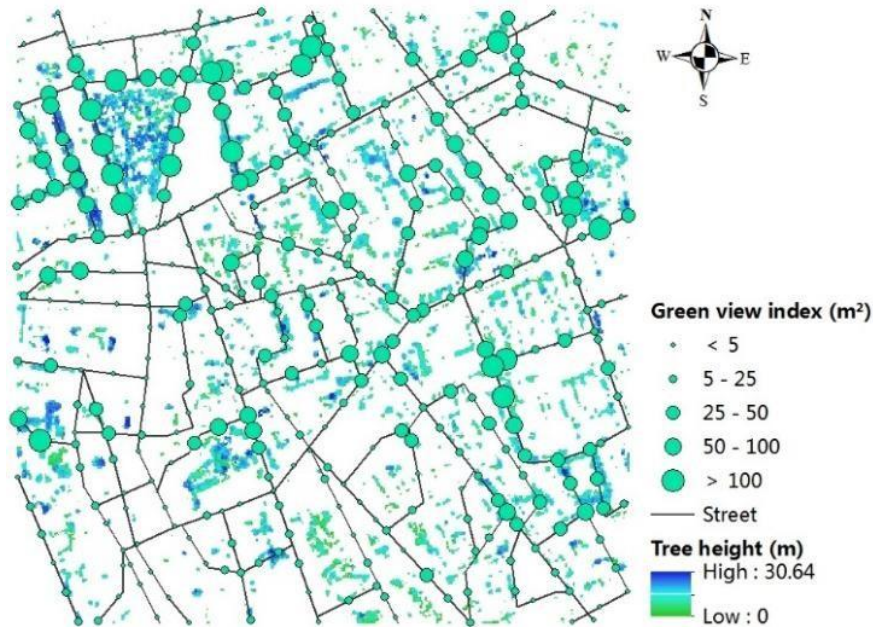 N
W E
S
Green view index (m²)
< 5
5 - 25
25 - 50
50 - 100
> 100
Street
Tree height (m)
High : 30.64
Low : 0